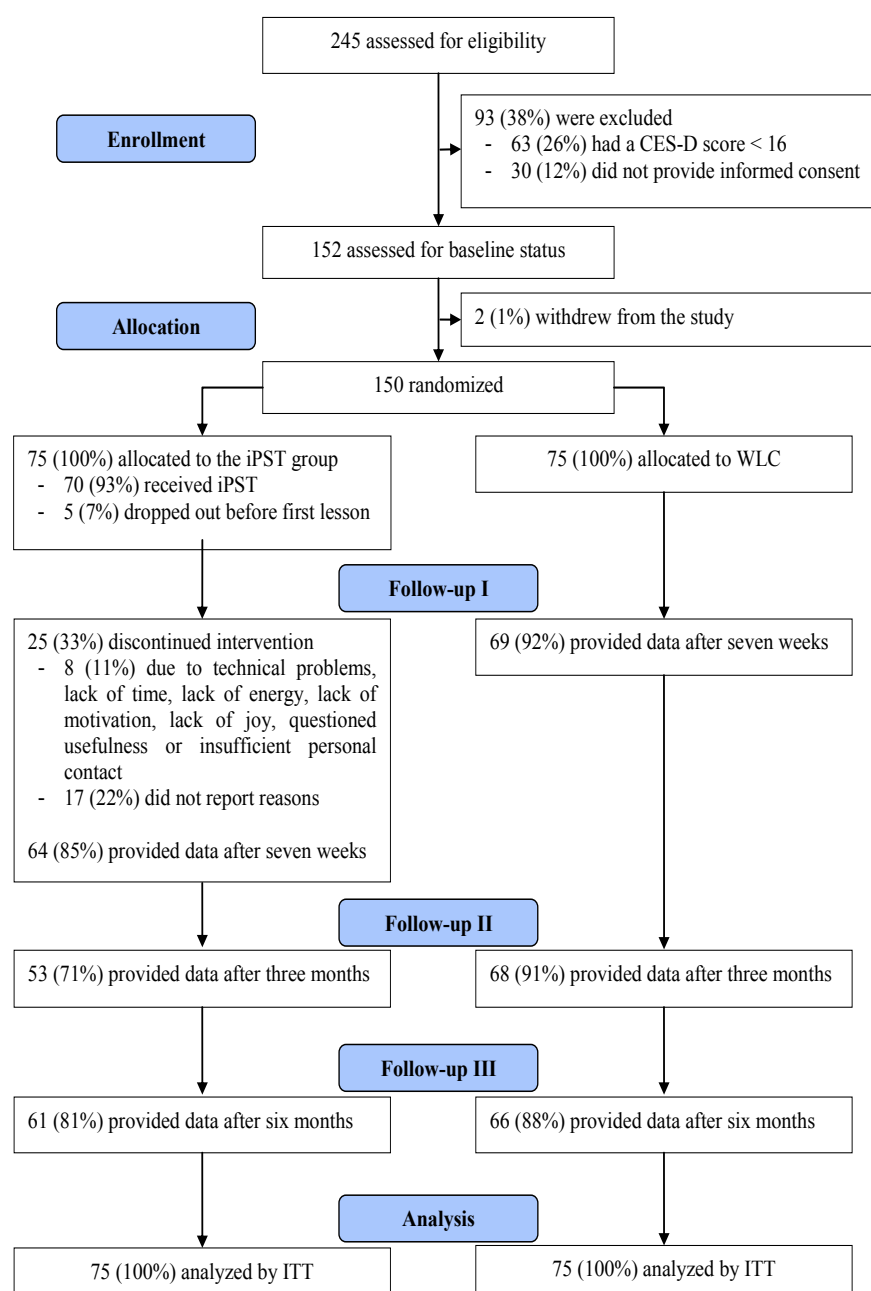 245 assessed for eligibility
Enrollment
93 (38%) were excluded
- 63 (26%) had a CES-D score < 16
- 30 (12%) did not provide informed consent
152 assessed for baseline status
Allocation
2 (1%) withdrew from the study
150 randomized
75 (100%) allocated to the iPST group
- 70 (93%) received iPST
- 5 (7%) dropped out before first lesson
75 (100%) allocated to WLC
Follow-up I
25 (33%) discontinued intervention
- 8 (11%) due to technical problems,
lack of time, lack of energy, lack of
motivation, lack of joy, questioned
usefulness or insufficient personal
contact
- 17 (22%) did not report reasons
64 (85%) provided data after seven weeks
69 (92%) provided data after seven weeks
Follow-up II
53 (71%) provided data after three months
68 (91%) provided data after three months
Follow-up III
61 (81%) provided data after six months
66 (88%) provided data after six months
Analysis
75 (100%) analyzed by ITT
75 (100%) analyzed by ITT